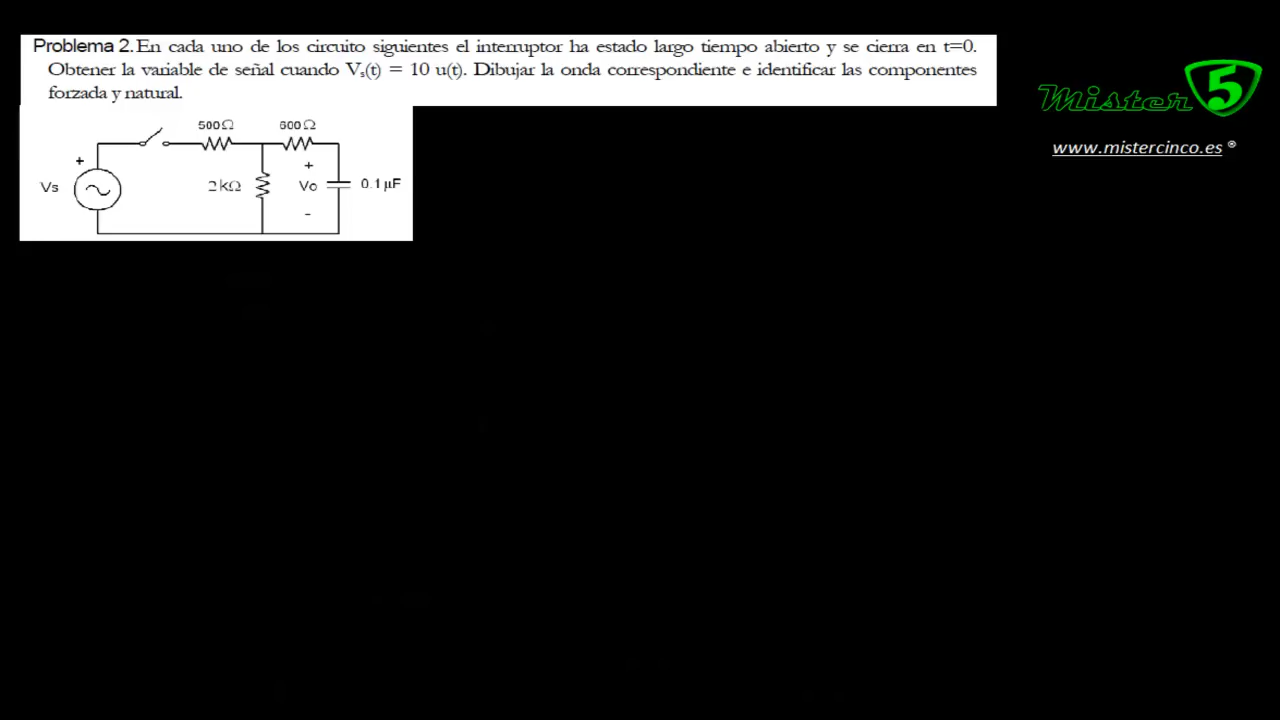 Problema 2. En cada uno de los circuito siguientes el interruptor ha estado largo tiempo abierto y se cierra en t=0.
Obtener la variable de señal cuando Vs(t) = 10 u(t). Dibujar la onda correspondiente e identificar las componentes
forzada y natural.
Mister 5
www.mistercinco.es ®
500Ω 600Ω
+ +
Vs 2kΩ Vo 0.1 µF
-